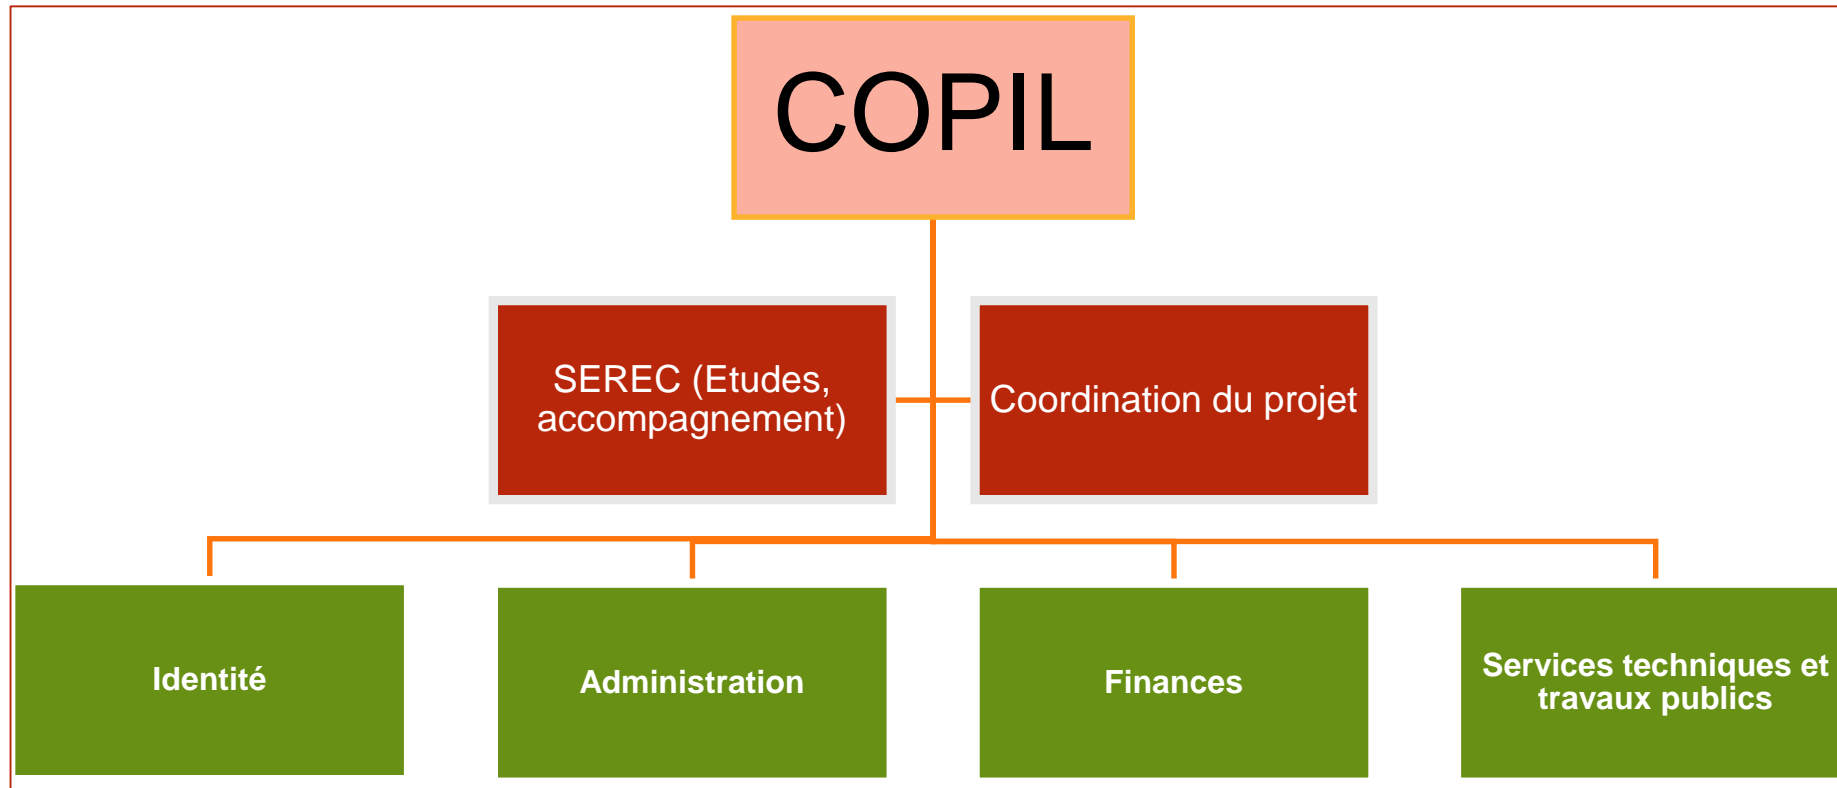 COPIL
SEREC (Etudes,
accompagnement)
Coordination du projet
Identité
Administration
Finances
Services techniques et
travaux publics